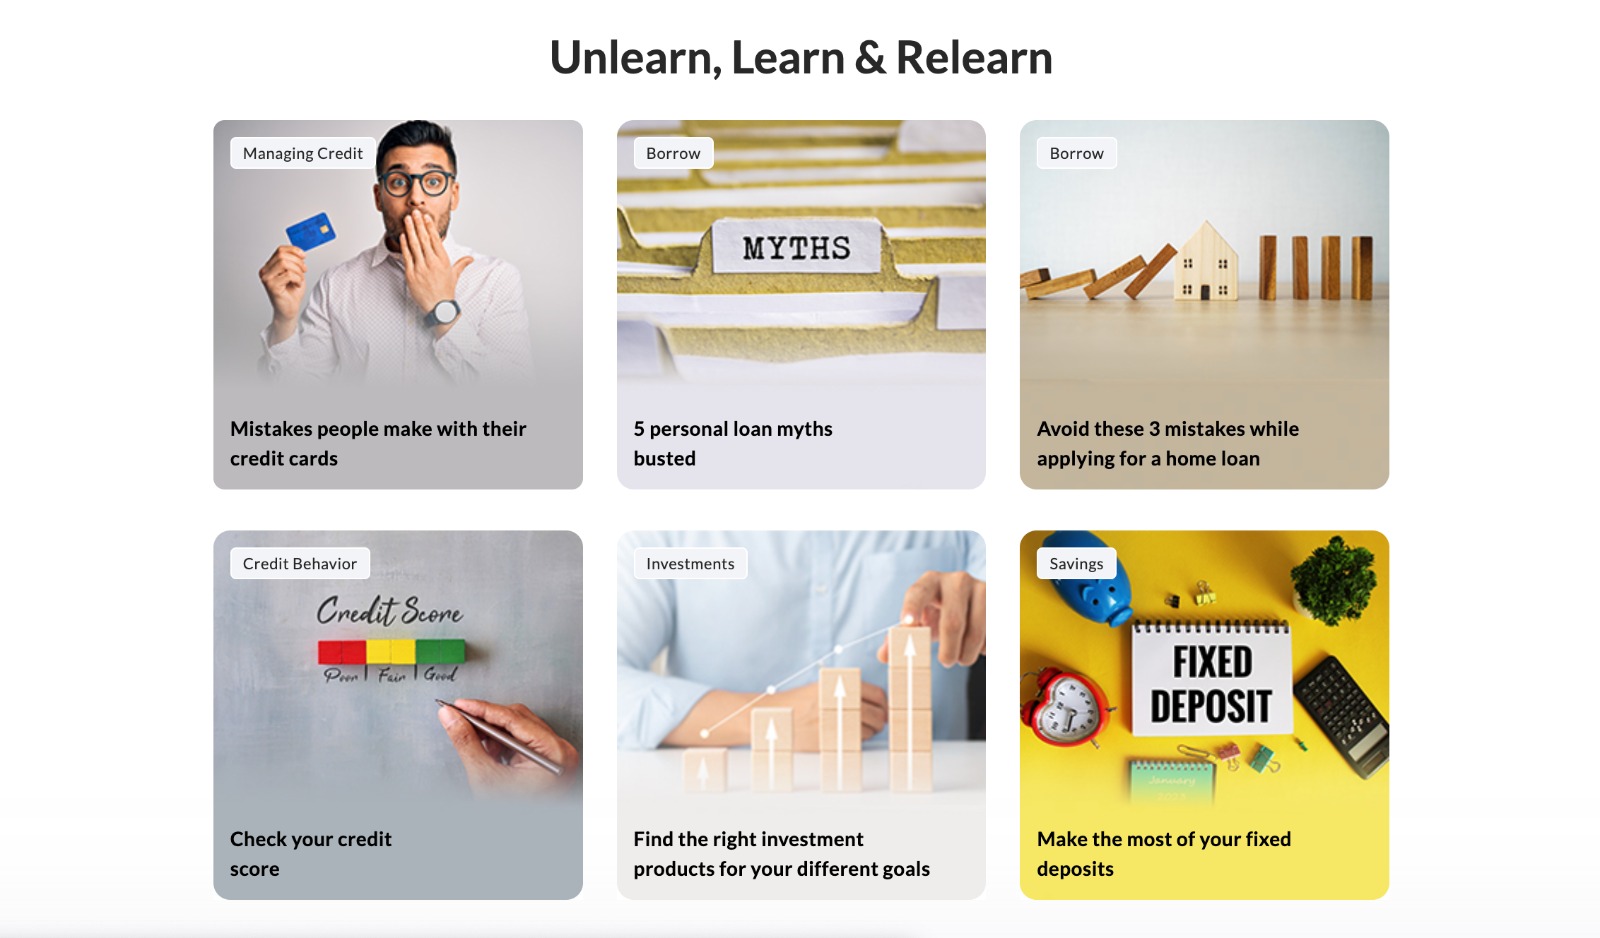 Unlearn, Learn & Relearn
Managing Credit
Mistakes people make with their
credit cards
Borrow
MYTHS
5 personal loan myths
busted
Borrow
Avoid these 3 mistakes while
applying for a home loan
Credit Behavior
Credit Score
Poor | Fair | Good
Check your credit
score
Investments
Find the right investment
products for your different goals
Savings
FIXED
DEPOSIT
January
Make the most of your fixed
deposits